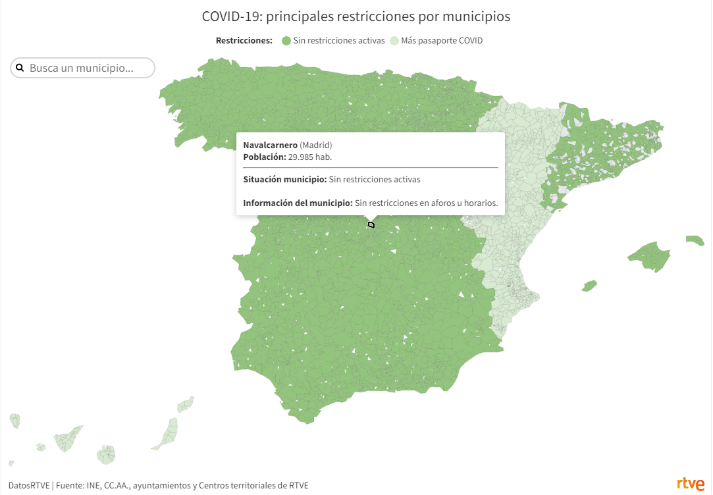 COVID-19: principales restricciones por municipios
Restricciones: Sin restricciones activas Más pasaporte COVID
Busca un municipio...
Navalcarnero (Madrid)
Población: 29.985 hab.
Situación municipio: Sin restricciones activas
Información del municipio: Sin restricciones en aforos u horarios.
DatosRTVE | Fuente: INE, CC.AA., ayuntamientos y Centros territoriales de RTVE
rtve